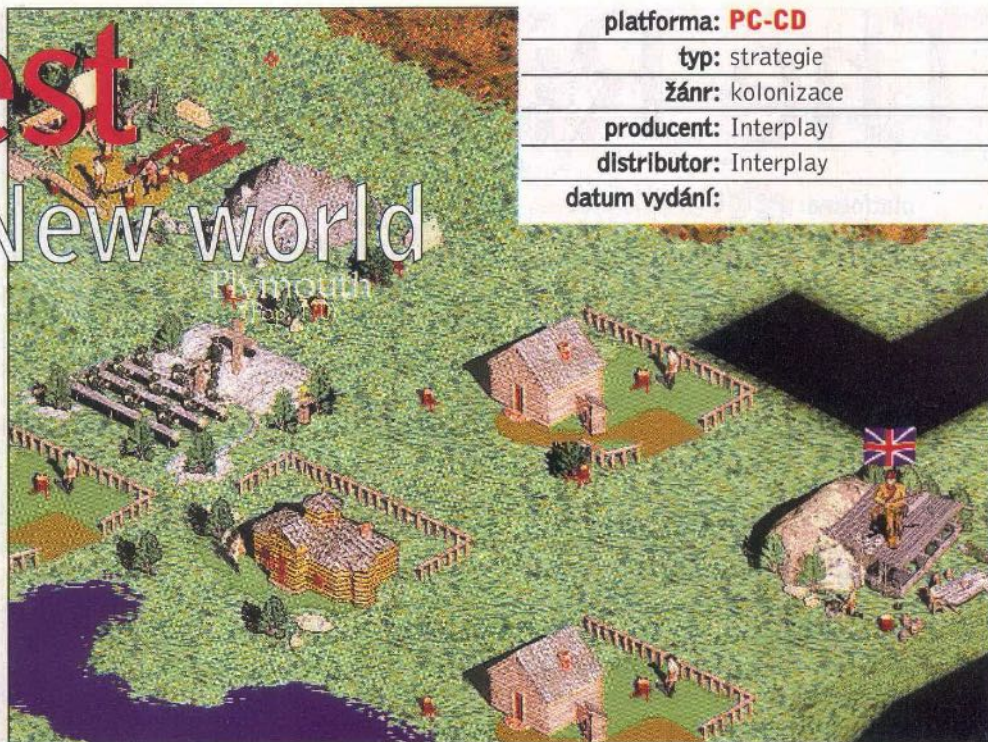 est
New world
Plymouth
platforma: PC-CD
typ: strategie
žánr: kolonizace
producent: Interplay
distributor: Interplay
datum vydání: